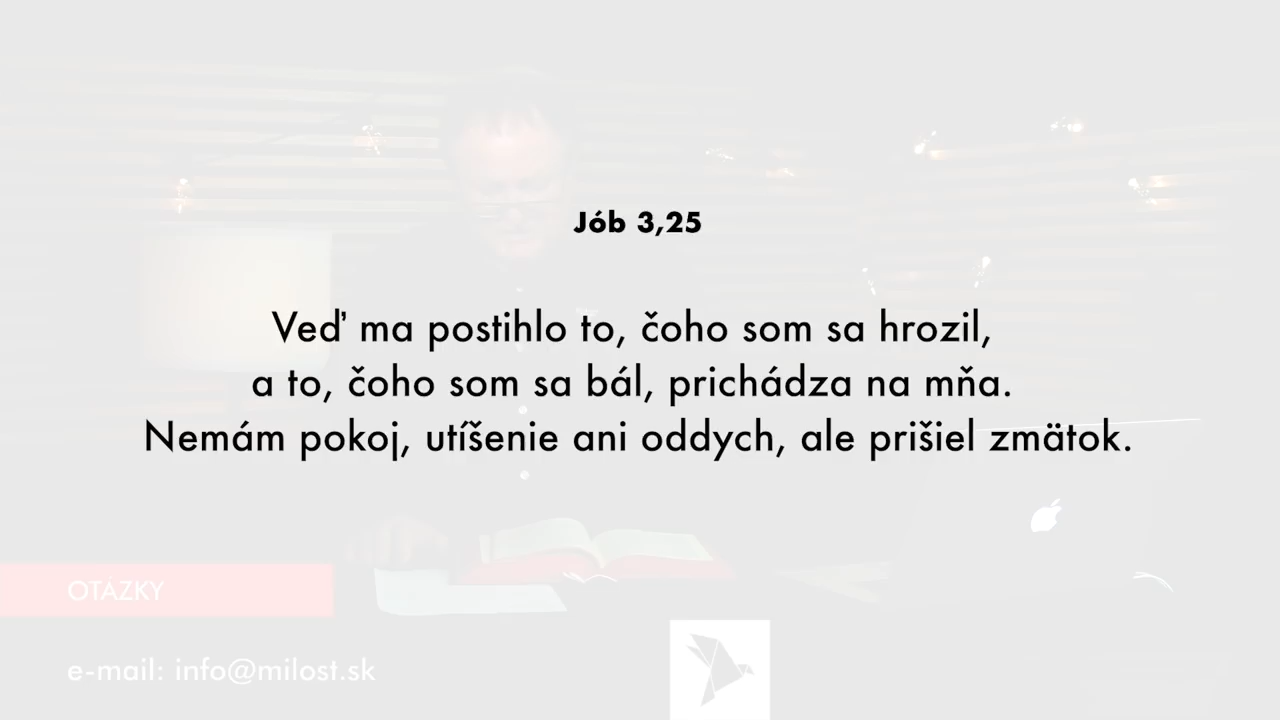 Jób 3,25
Veď ma postihlo to, čoho som sa hrozil,
a to, čoho som sa bál, prichádza na mňa.
Nemám pokoj, utíšenie ani oddych, ale prišiel zmätok.
OTÁZKY
e-mail: info@milost.sk